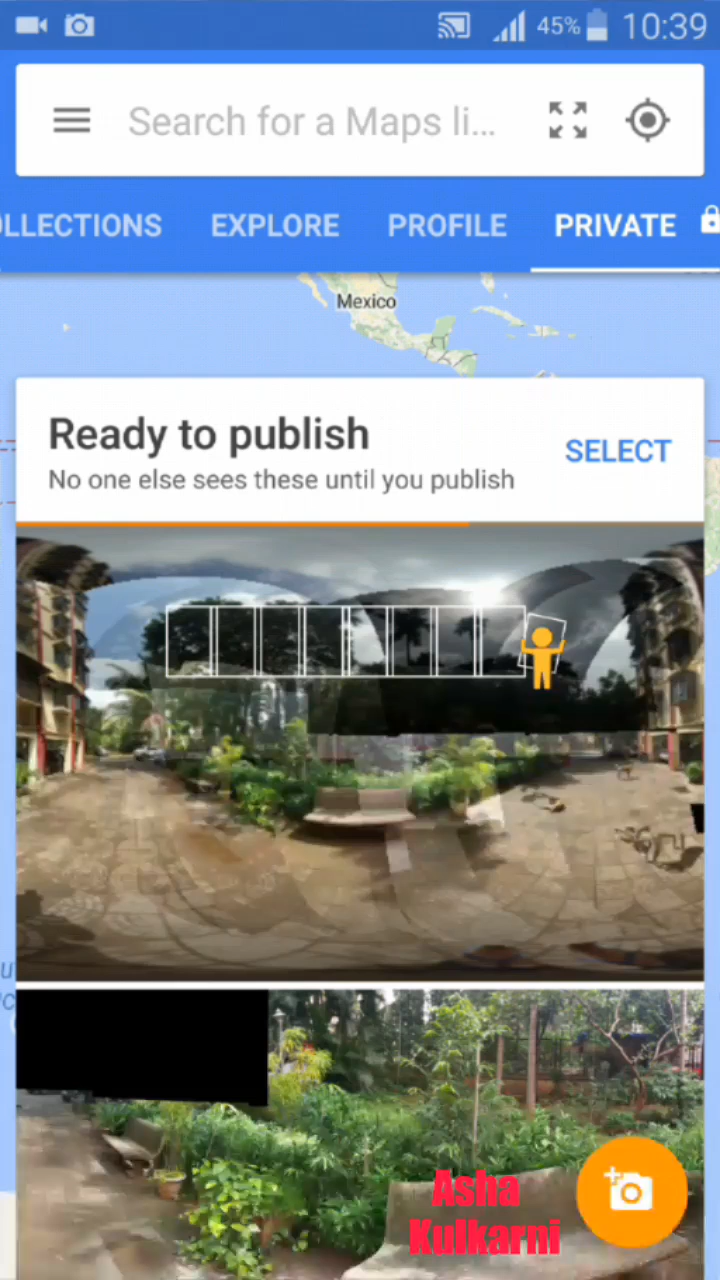 45% 10:39
Search for a Maps li...
OLLECTIONS EXPLORE PROFILE PRIVATE
Mexico
Ready to publish
No one else sees these until you publish
SELECT
Asha
Kulkarni